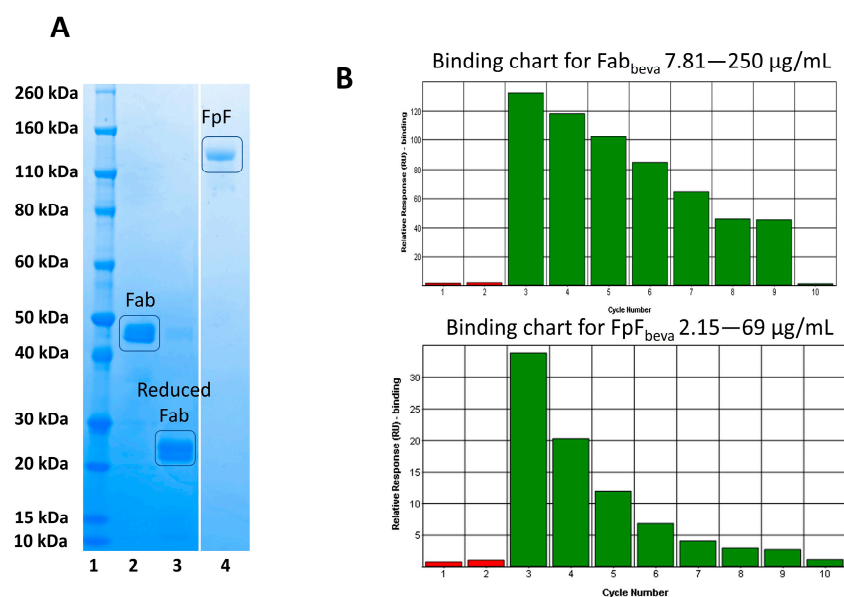 A
260 kDa
160 kDa
110 kDa
80 kDa
60 kDa
50 kDa
40 kDa
30 kDa
20 kDa
15 kDa
10 kDa
FpF
Fab
Reduced
Fab
1 2 3 4
B
Binding chart for Fab beva 7.81—250 µg/mL
Relative Response (RU) - binding
120
100
80
60
40
20
1 2 3 4 5 6 7 8 9 10
Cycle Number
Binding chart for FpF beva 2.15—69 µg/mL
Relative Response (RU) - binding
30
25
20
15
10
5
1 2 3 4 5 6 7 8 9 10
Cycle Number